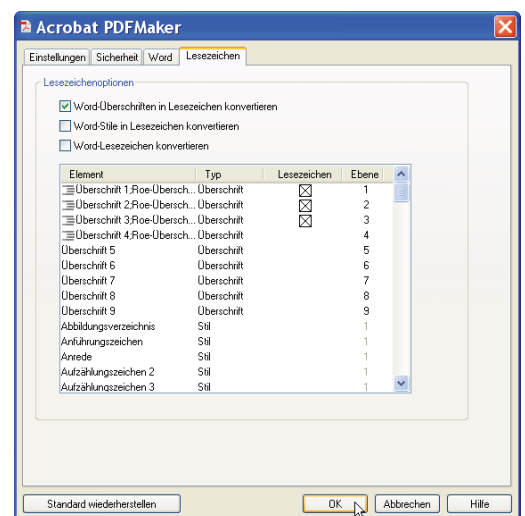 Acrobat PDFMaker
Einstellungen Sicherheit Word Lesezeichen
Lesezeichenoptionen
Word-Überschriften in Lesezeichen konvertieren
Word-Stile in Lesezeichen konvertieren
Word-Lesezeichen konvertieren
Element Typ Lesezeichen Ebene
Überschrift 1;Roe-Übersch... Überschrift 1
Überschrift 2;Roe-Übersch... Überschrift 2
Überschrift 3;Roe-Übersch... Überschrift 3
Überschrift 4;Roe-Übersch... Überschrift 4
Überschrift 5 Überschrift 5
Überschrift 6 Überschrift 6
Überschrift 7 Überschrift 7
Überschrift 8 Überschrift 8
Überschrift 9 Überschrift 9
Abbildungsverzeichnis Stil 1
Anführungszeichen Stil 1
Anrede Stil 1
Aufzählungszeichen 2 Stil 1
Aufzählungszeichen 3 Stil 1
Standard wiederherstellen OK Abbrechen Hilfe